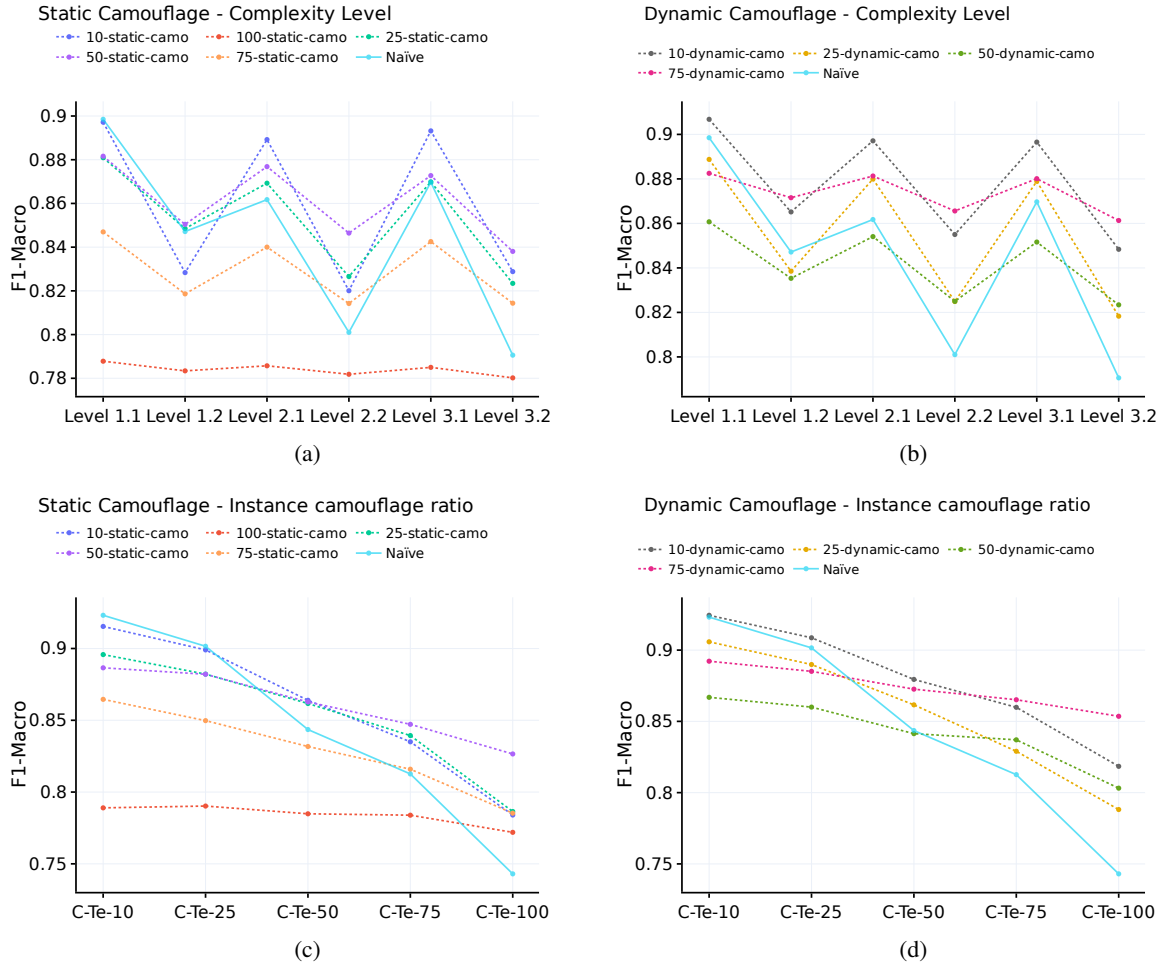 Static Camouflage - Complexity Level
10-static-camo 100-static-camo 25-static-camo
50-static-camo 75-static-camo Naïve
F1-Macro
0.9
0.88
0.86
0.84
0.82
0.8
0.78
Level 1.1 Level 1.2 Level 2.1 Level 2.2 Level 3.1 Level 3.2
(a)
Dynamic Camouflage - Complexity Level
10-dynamic-camo 25-dynamic-camo 50-dynamic-camo
75-dynamic-camo Naïve
F1-Macro
0.9
0.88
0.86
0.84
0.82
0.8
Level 1.1 Level 1.2 Level 2.1 Level 2.2 Level 3.1 Level 3.2
(b)
Static Camouflage - Instance camouflage ratio
10-static-camo 100-static-camo 25-static-camo
50-static-camo 75-static-camo Naïve
F1-Macro
0.9
0.85
0.8
0.75
C-Te-10 C-Te-25 C-Te-50 C-Te-75 C-Te-100
(c)
Dynamic Camouflage - Instance camouflage ratio
10-dynamic-camo 25-dynamic-camo 50-dynamic-camo
75-dynamic-camo Naïve
F1-Macro
0.9
0.85
0.8
0.75
C-Te-10 C-Te-25 C-Te-50 C-Te-75 C-Te-100
(d)